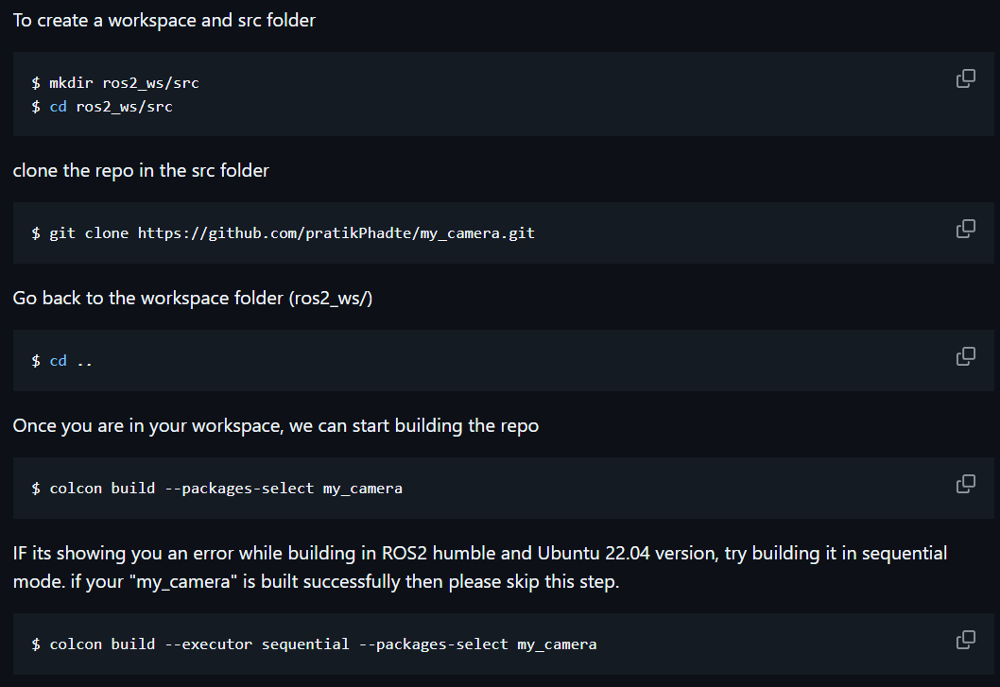 To create a workspace and src folder
$ mkdir ros2_ws/src
$ cd ros2_ws/src
clone the repo in the src folder
$ git clone https://github.com/pratikPhadte/my_camera.git
Go back to the workspace folder (ros2_ws/)
$ cd ..
Once you are in your workspace, we can start building the repo
$ colcon build --packages-select my_camera
IF its showing you an error while building in ROS2 humble and Ubuntu 22.04 version, try building it in sequential
mode. if your "my_camera" is built successfully then please skip this step.
$ colcon build --executor sequential --packages-select my_camera